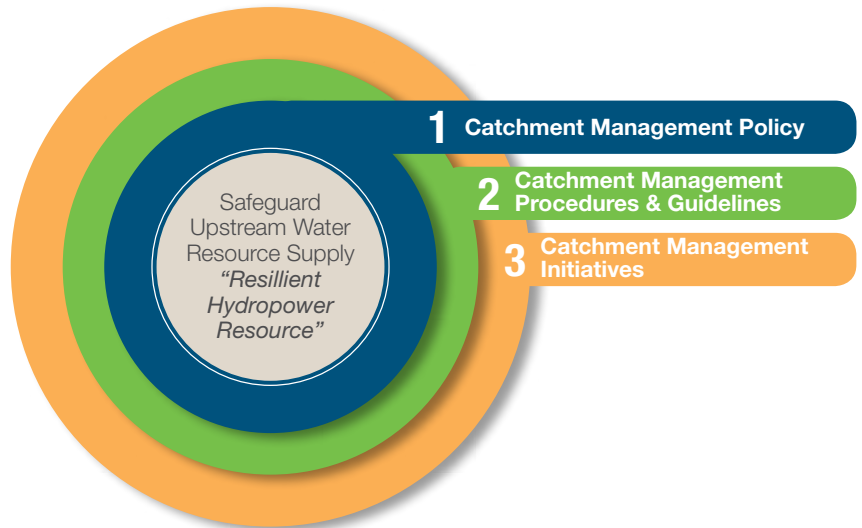 Safeguard
Upstream Water
Resource Supply
“Resillient
Hydropower
Resource”
1 Catchment Management Policy
2 Catchment Management
Procedures & Guidelines
3 Catchment Management
Initiatives